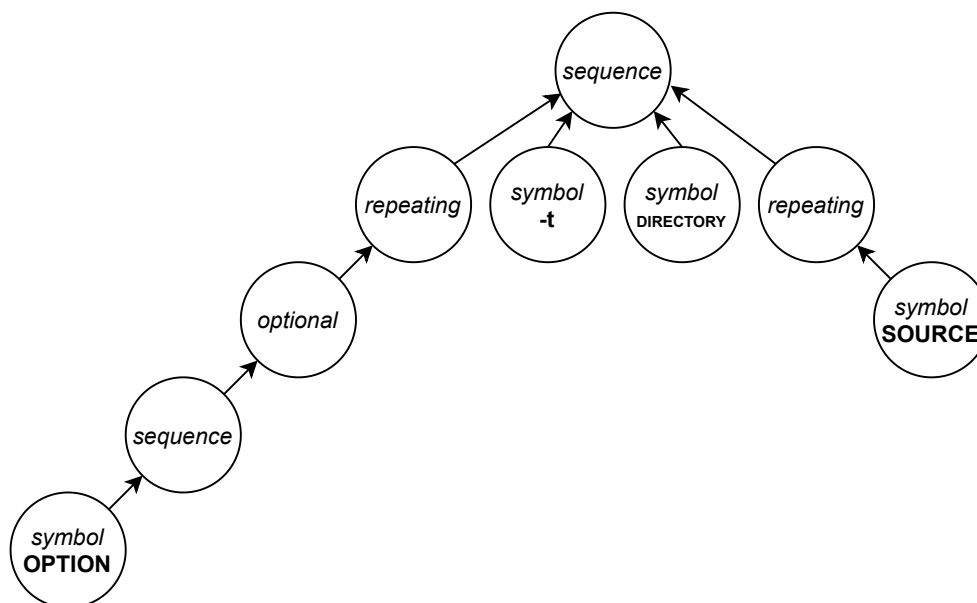 sequence
repeating
symbol
-t
symbol
DIRECTORY
repeating
optional
symbol
SOURCE
sequence
symbol
OPTION